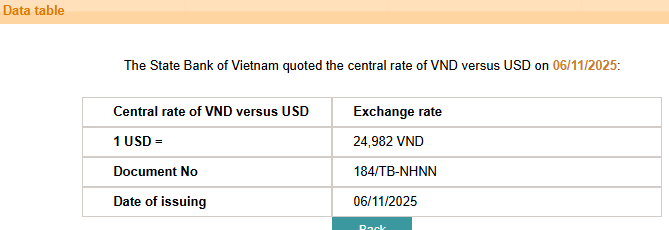 Data table
The State Bank of Vietnam quoted the central rate of VND versus USD on 06/11/2025:
Central rate of VND versus USD Exchange rate
1 USD = 24,982 VND
Document No 184/TB-NHNN
Date of issuing 06/11/2025
Back